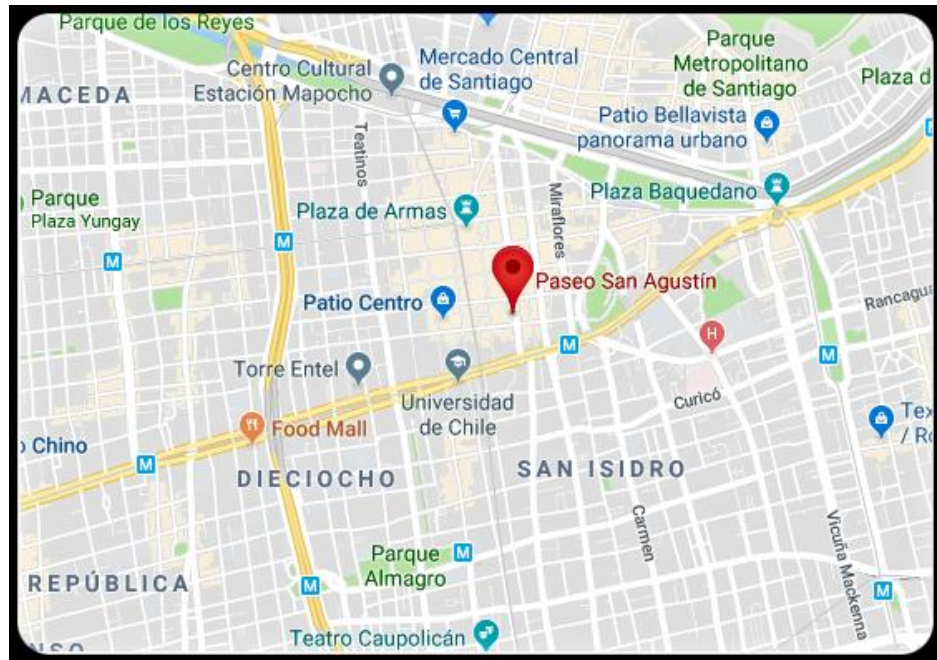 Parque de los Reyes
Centro Cultural
Estación Mapocho
Mercado Central
de Santiago
Parque
Metropolitano
de Santiago
Plaza d
MACEDA
Patio Bellavista
panorama urbano
M
Teatinos
Miraflores
Parque
Plaza Yungay
Plaza de Armas
Plaza Baquedano
M
M
Paseo San Agustín
Patio Centro
Rancagu
H
M
M
Torre Entel
Curicó
Universidad
de Chile
Food Mall
Tex
/ Ro
o Chino
M
DIECIOCHO
SAN ISIDRO
Carmen
Vicuña Mackenna
Parque
Almagro
M
REPÚBLICA
M
M
Teatro Caupolicán
NSO